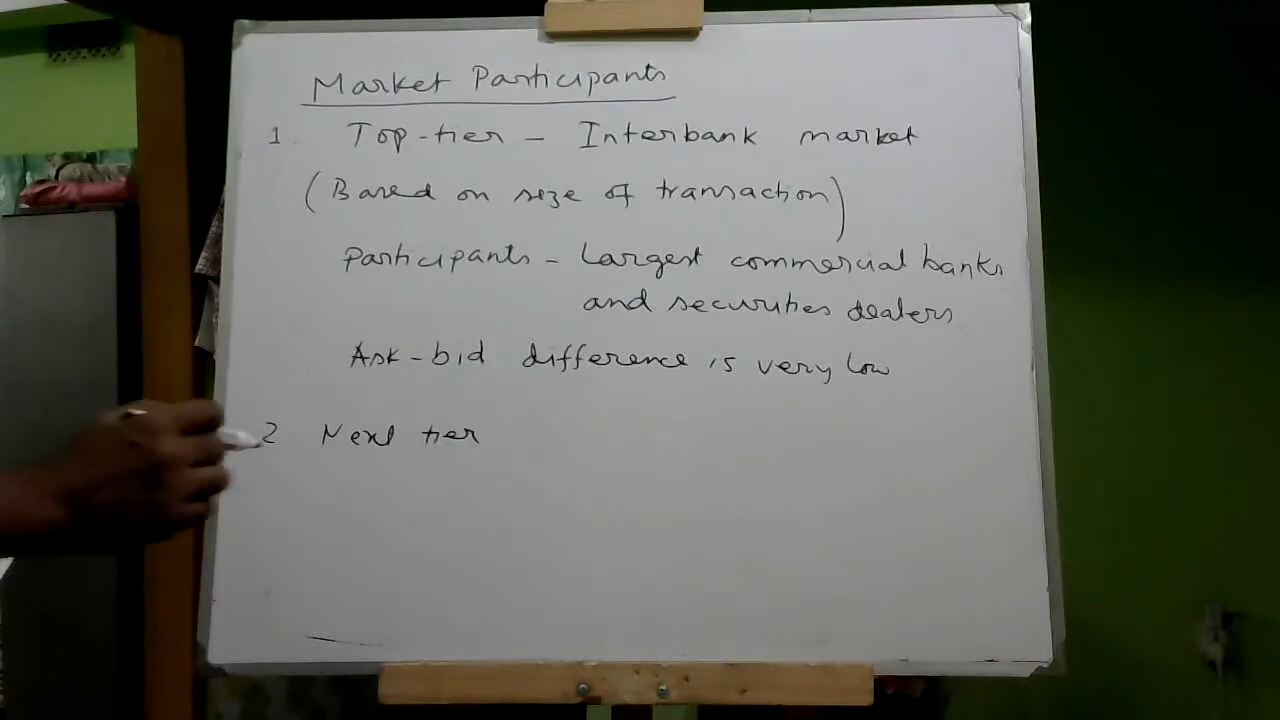 Market Participants
1 Top-tier - Interbank market
(Based on size of transaction)
Participants - Largest commercial banks
and securities dealers
Ask-bid difference is very low
2 Next tier